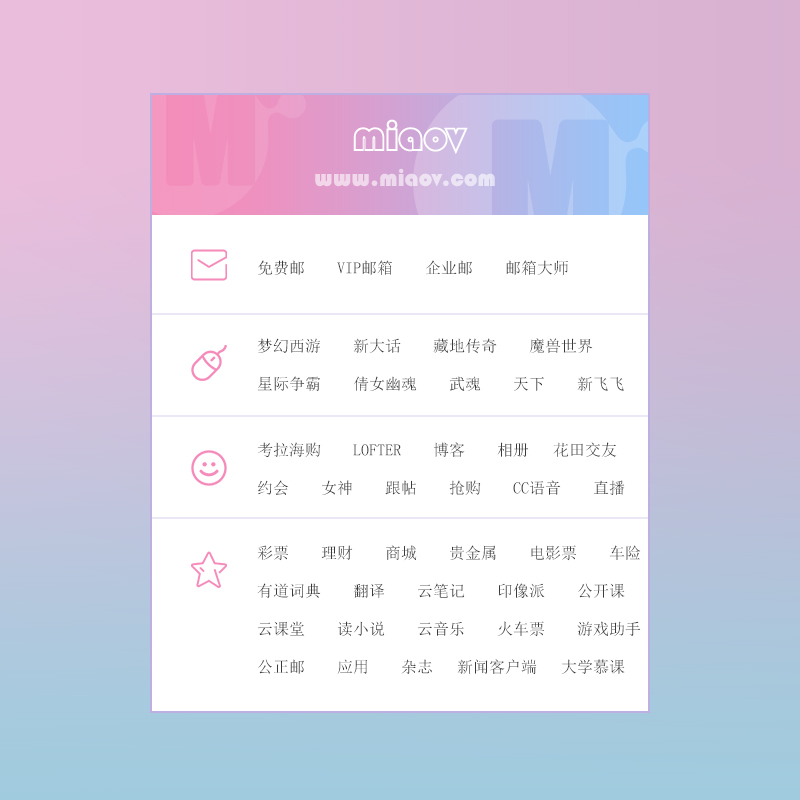 miaov
www.miaov.com
免费邮 VIP邮箱 企业邮 邮箱大师
梦幻西游 新大话 藏地传奇 魔兽世界
星际争霸 倩女幽魂 武魂 天下 新飞飞
考拉海购 LOFTER 博客 相册 花田交友
约会 女神 跟帖 抢购 CC语音 直播
彩票 理财 商城 贵金属 电影票 车险
有道词典 翻译 云笔记 印像派 公开课
云课堂 读小说 云音乐 火车票 游戏助手
公正邮 应用 杂志 新闻客户端 大学慕课